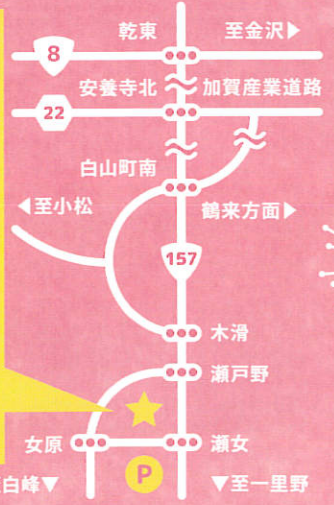 乾東
至金沢▶
8
安養寺北
加賀産業道路
22
白山町南
◀至小松
鶴来方面▶
157
木滑
瀬戸野
女原
瀬女
P
白峰▼
▼至一里野